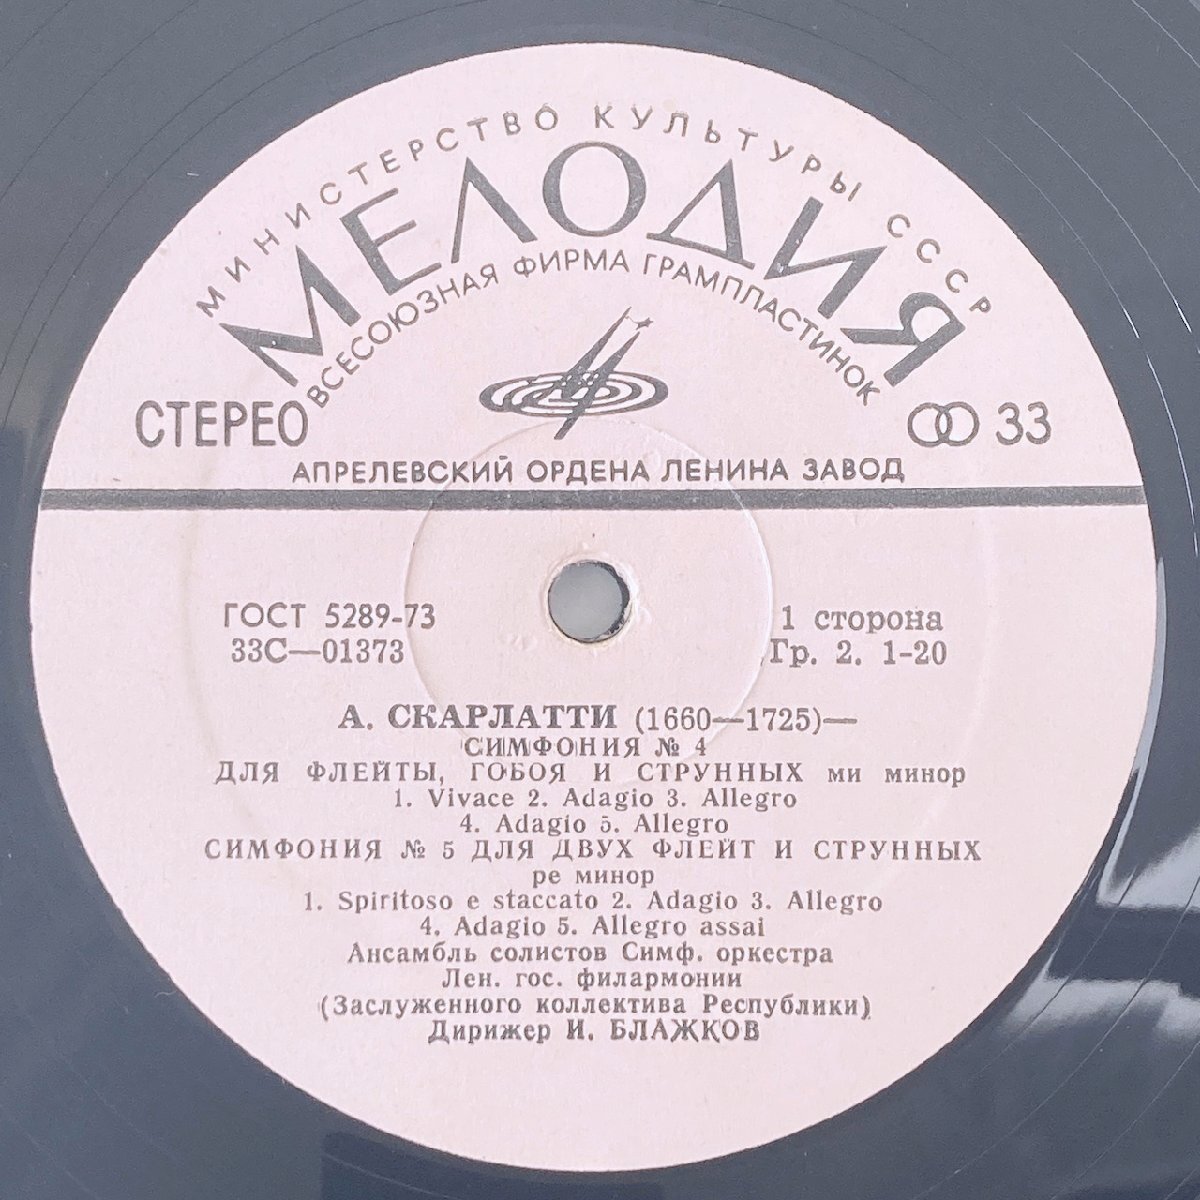 МИНИСТЕРСТВО КУЛЬТУРЫ СССР
МЕЛОДИЯ
ВСЕСОЮЗНАЯ ФИРМА ГРАМПЛАСТИНОК
СТЕРЕО
33
АПРЕЛЕВСКИЙ ОРДЕНА ЛЕНИНА ЗАВОД
ГОСТ 5289-73
33С—01373
1 сторона
Гр. 2. 1-20
А. СКАРЛАТТИ (1660—1725)—
СИМФОНИЯ № 4
ДЛЯ ФЛЕЙТЫ, ГОБОЯ И СТРУННЫХ ми минор
1. Vivace 2. Adagio 3. Allegro
4. Adagio 5. Allegro
СИМФОНИЯ № 5 ДЛЯ ДВУХ ФЛЕЙТ И СТРУННЫХ
ре минор
1. Spiritoso e staccato 2. Adagio 3. Allegro
4. Adagio 5. Allegro assai
Ансамбль солистов Симф. оркестра
Лен. гос. филармонии
(Заслуженного коллектива Республики)
Дирижер И. БЛАЖКОВ